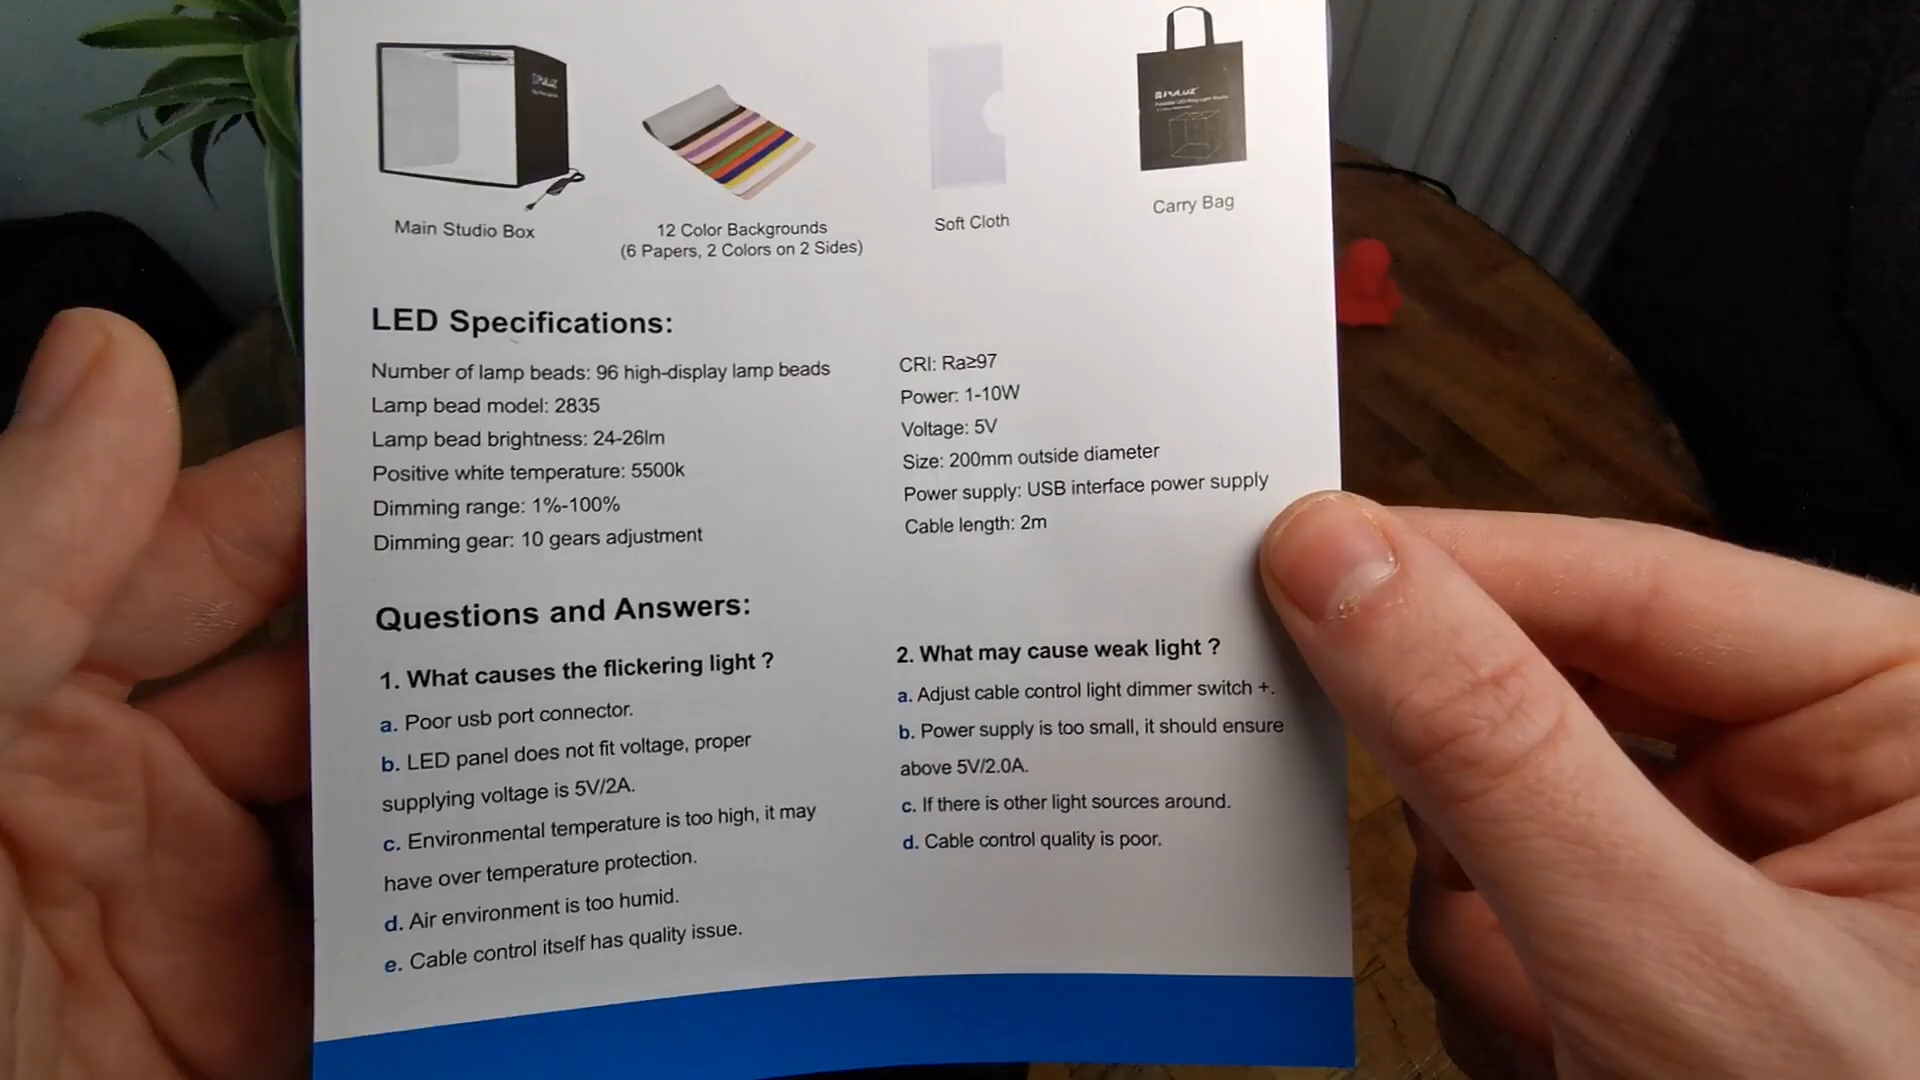 PULUZ
PULUZ
Main Studio Box
12 Color Backgrounds
(6 Papers, 2 Colors on 2 Sides)
Soft Cloth
Carry Bag
LED Specifications:
Number of lamp beads: 96 high-display lamp beads
Lamp bead model: 2835
Lamp bead brightness: 24-26lm
Positive white temperature: 5500k
Dimming range: 1%-100%
Dimming gear: 10 gears adjustment
CRI: Ra≥97
Power: 1-10W
Voltage: 5V
Size: 200mm outside diameter
Power supply: USB interface power supply
Cable length: 2m
Questions and Answers:
1. What causes the flickering light ?
a. Poor usb port connector.
b. LED panel does not fit voltage, proper
supplying voltage is 5V/2A.
c. Environmental temperature is too high, it may
have over temperature protection.
d. Air environment is too humid.
e. Cable control itself has quality issue.
2. What may cause weak light ?
a. Adjust cable control light dimmer switch +.
b. Power supply is too small, it should ensure
above 5V/2.0A.
c. If there is other light sources around.
d. Cable control quality is poor.